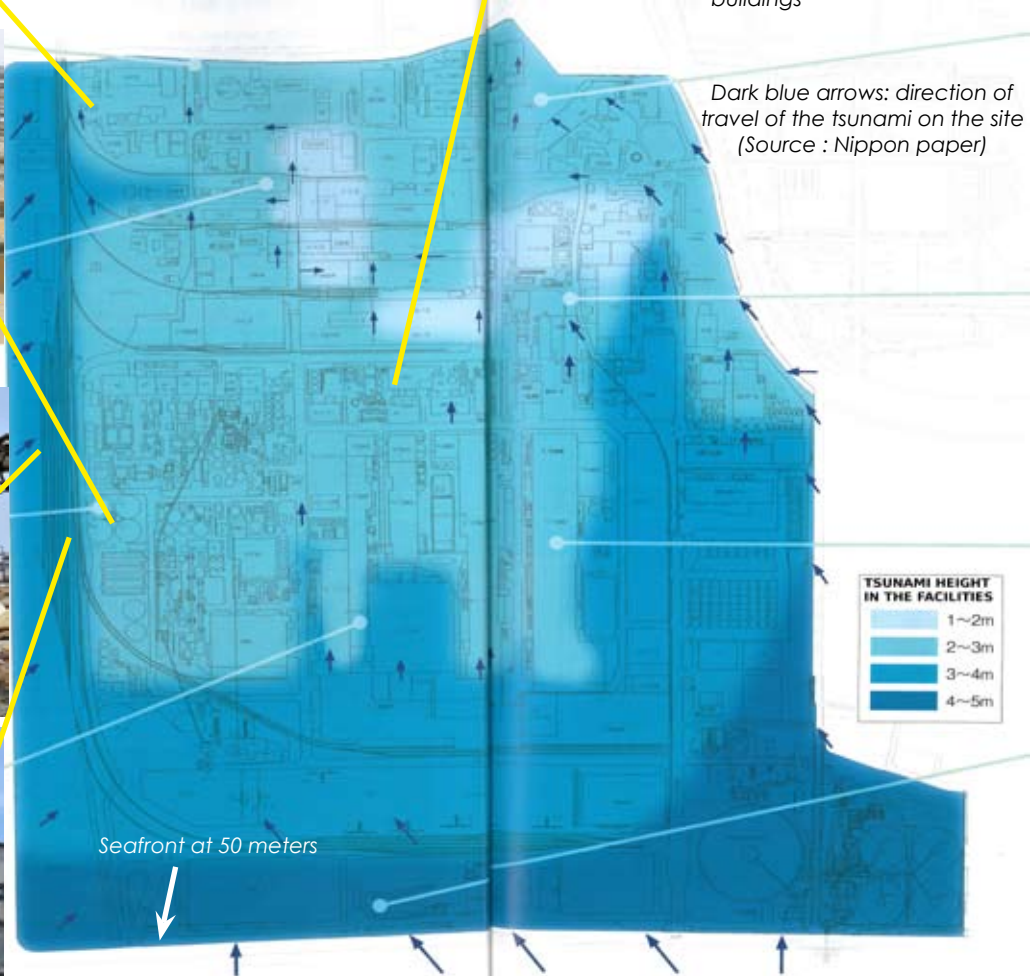 buildings
Dark blue arrows: direction of
travel of the tsunami on the site
(Source : Nippon paper)
TSUNAMI HEIGHT
IN THE FACILITIES
1~2m
2~3m
3~4m
4~5m
Seafront at 50 meters